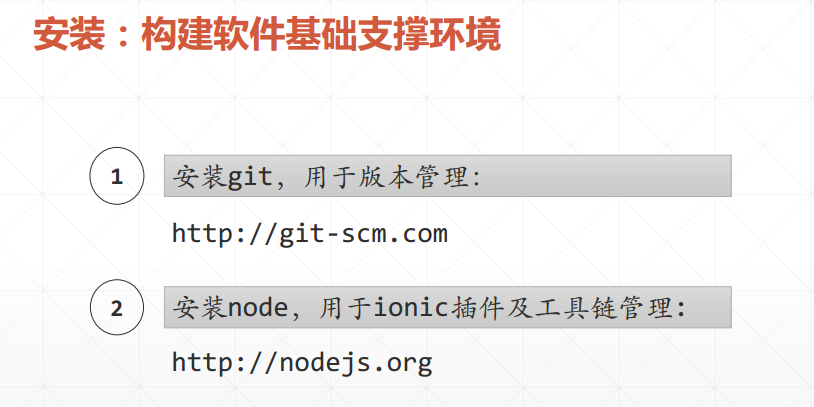 安装：构建软件基础支撑环境
1
安装git，用于版本管理：
http://git-scm.com
2
安装node，用于ionic插件及工具链管理：
http://nodejs.org